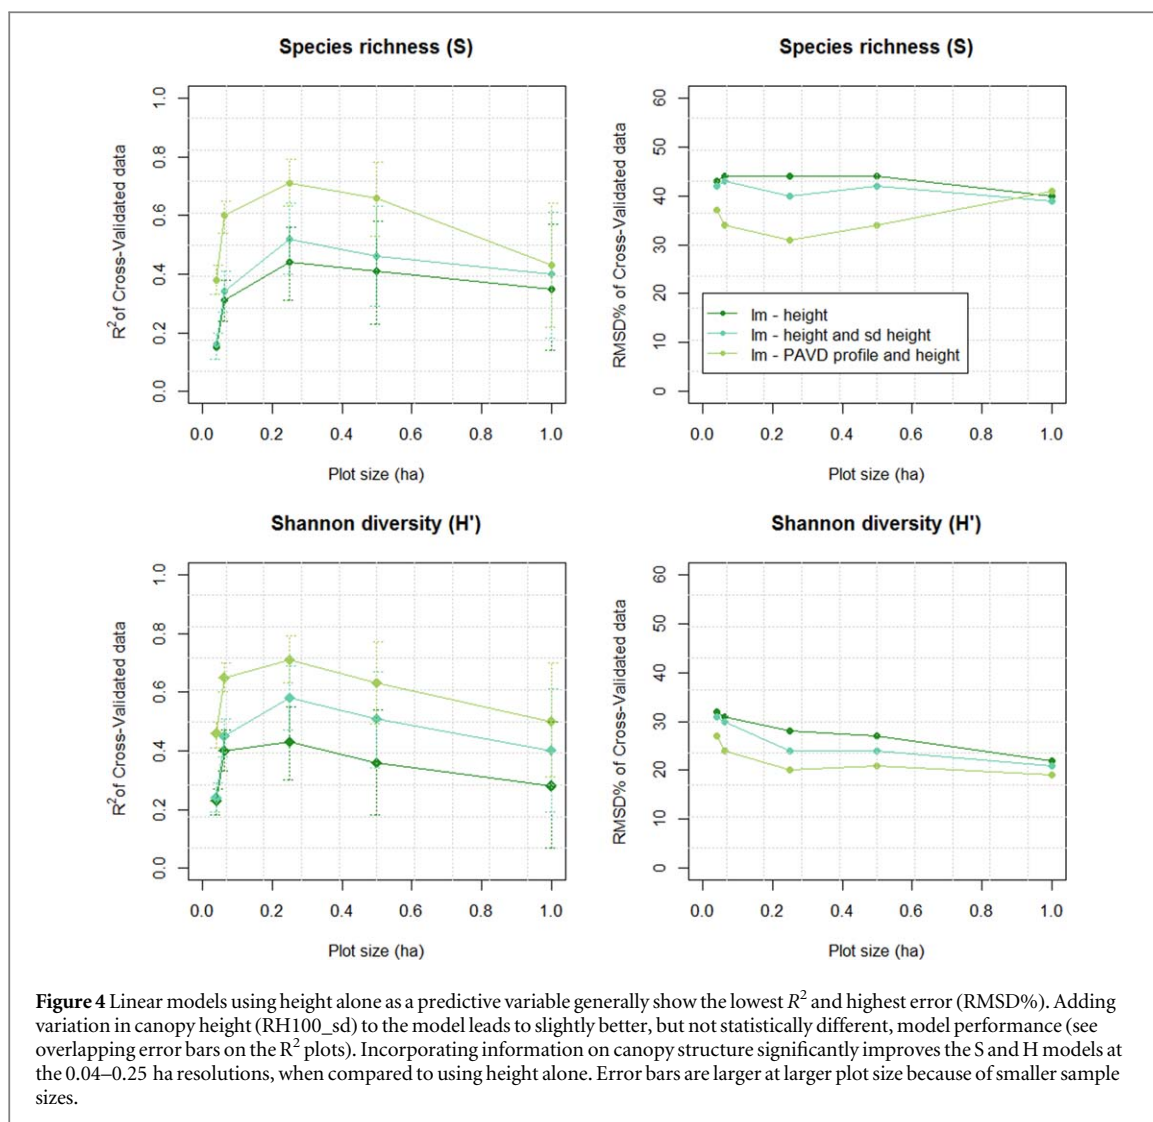 Species richness (S)
R2 of Cross-Validated data
1.0
0.8
0.6
0.4
0.2
0.0
0.0 0.2 0.4 0.6 0.8 1.0
Plot size (ha)
Species richness (S)
RMSD% of Cross-Validated data
60
50
40
30
20
10
0
lm - height
lm - height and sd height
lm - PAVD profile and height
0.0 0.2 0.4 0.6 0.8 1.0
Plot size (ha)
Shannon diversity (H')
R2 of Cross-Validated data
1.0
0.8
0.6
0.4
0.2
0.0
0.0 0.2 0.4 0.6 0.8 1.0
Plot size (ha)
Shannon diversity (H')
RMSD% of Cross-Validated data
60
50
40
30
20
10
0
0.0 0.2 0.4 0.6 0.8 1.0
Plot size (ha)
Figure 4 Linear models using height alone as a predictive variable generally show the lowest R2 and highest error (RMSD%). Adding
variation in canopy height (RH100_sd) to the model leads to slightly better, but not statistically different, model performance (see
overlapping error bars on the R2 plots). Incorporating information on canopy structure significantly improves the S and H models at
the 0.04–0.25 ha resolutions, when compared to using height alone. Error bars are larger at larger plot size because of smaller sample
sizes.